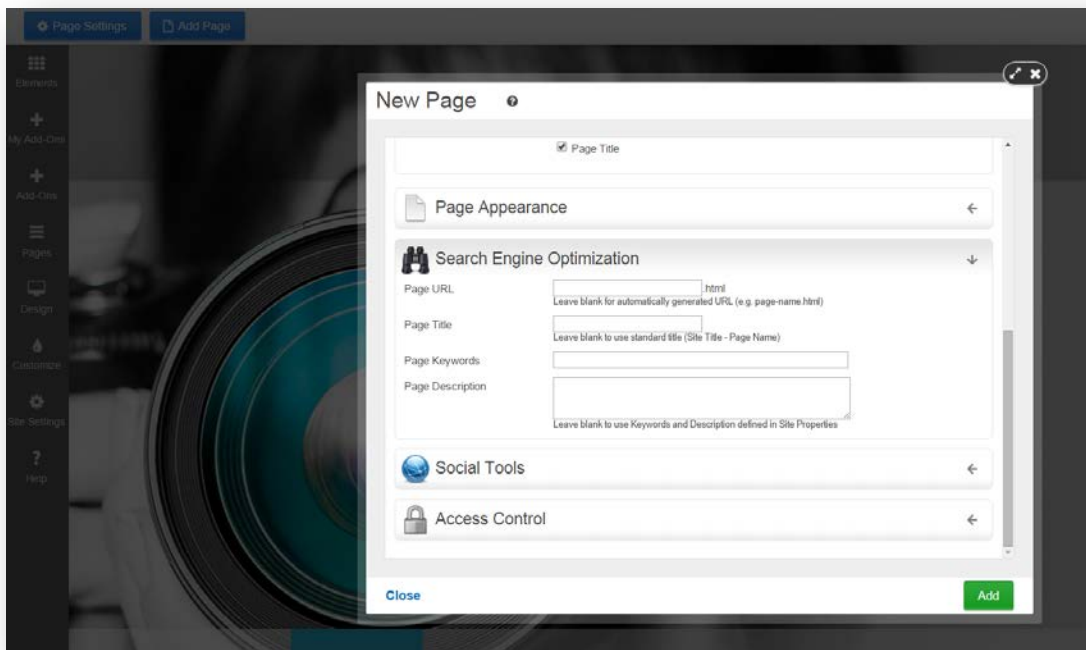 Page Settings
Add Page
Elements
My Add-Ons
Add-Ons
Pages
Design
Customize
Site Settings
? Help
New Page ?
Page Title
Page Appearance
Search Engine Optimization
Page URL .html
Leave blank for automatically generated URL (e.g. page-name.html)
Page Title
Leave blank to use standard title (Site Title - Page Name)
Page Keywords
Page Description
Leave blank to use Keywords and Description defined in Site Properties
Social Tools
Access Control
Close
Add